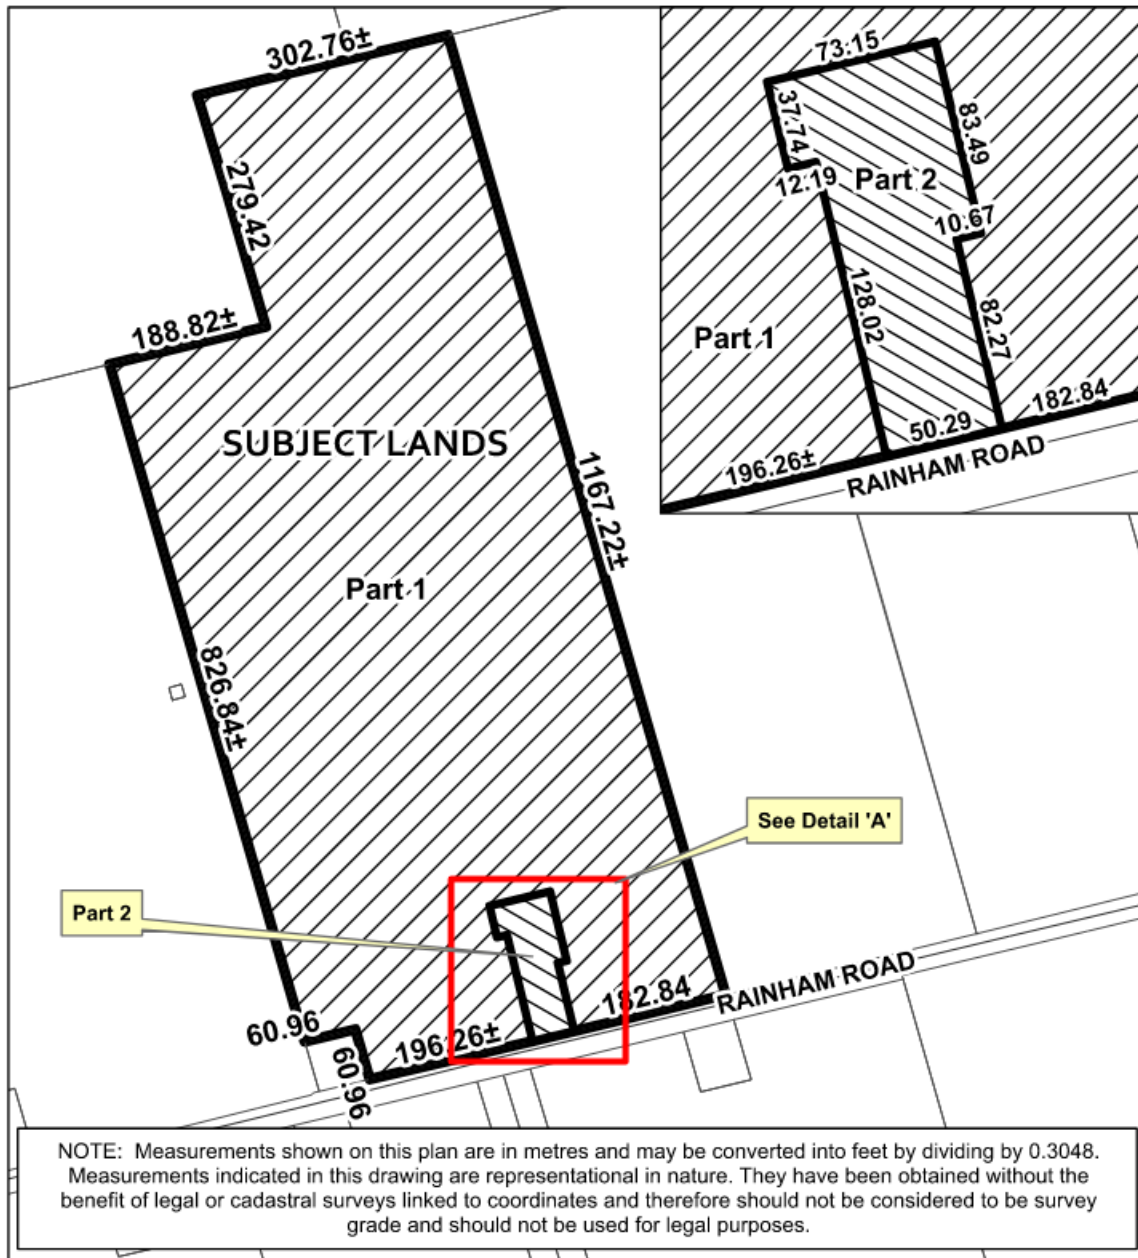 302.76±
279.42
188.82±
SUBJECT LANDS
1167.22±
Part 1
826.84±
See Detail 'A'
Part 2
60.96
60.96
196.26±
182.84
RAINHAM ROAD
73.15
37.74
83.49
12.19
Part 2
10.67
128.02
Part 1
82.27
182.84
50.29
196.26±
RAINHAM ROAD
NOTE: Measurements shown on this plan are in metres and may be converted into feet by dividing by 0.3048.
Measurements indicated in this drawing are representational in nature. They have been obtained without the
benefit of legal or cadastral surveys linked to coordinates and therefore should not be considered to be survey
grade and should not be used for legal purposes.